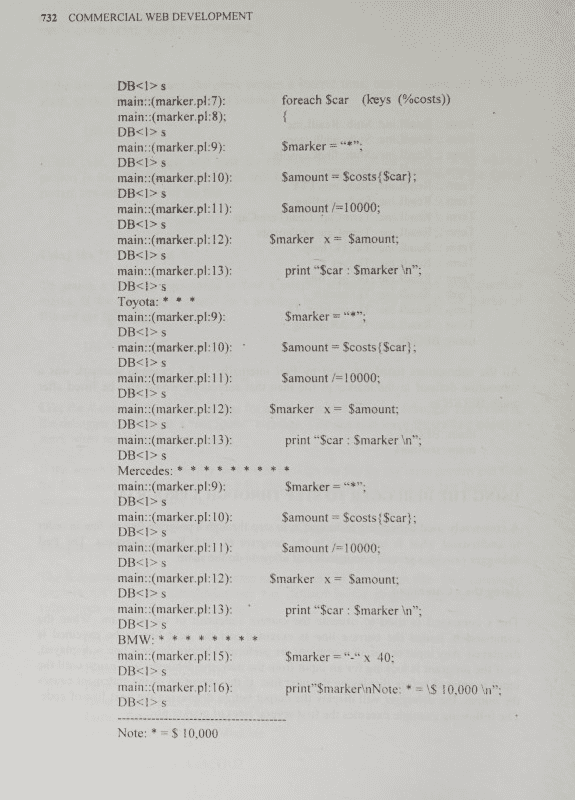 732 COMMERCIAL WEB DEVELOPMENT
DB<1> s
main::(marker.pl:7): foreach $car (keys (%costs))
main::(marker.pl:8); {
DB<1> s
main::(marker.pl:9): $marker = “*”;
DB<1> s
main::(marker.pl:10): $amount = $costs{$car};
DB<1> s
main::(marker.pl:11): $amount /=10000;
DB<1> s
main::(marker.pl:12): $marker x = $amount;
DB<1> s
main::(marker.pl:13): print “$car : $marker \n”;
DB<1> s
Toyota: * * *
main::(marker.pl:9): $marker = “*”;
DB<1> s
main::(marker.pl:10): $amount = $costs{$car};
DB<1> s
main::(marker.pl:11): $amount /=10000;
DB<1> s
main::(marker.pl:12): $marker x = $amount;
DB<1> s
main::(marker.pl:13): print “$car : $marker \n”;
DB<1> s
Mercedes: * * * * * * * * *
main::(marker.pl:9): $marker = “*”;
DB<1> s
main::(marker.pl:10): $amount = $costs{$car};
DB<1> s
main::(marker.pl:11): $amount /=10000;
DB<1> s
main::(marker.pl:12): $marker x = $amount;
DB<1> s
main::(marker.pl:13): print “$car : $marker \n”;
DB<1> s
BMW: * * * * * * * *
main::(marker.pl:15): $marker = “-“ x 40;
DB<1> s
main::(marker.pl:16): print”$marker\nNote: * = \$ 10,000 \n”;
DB<1> s
----------------------------------------
Note: * = $ 10,000